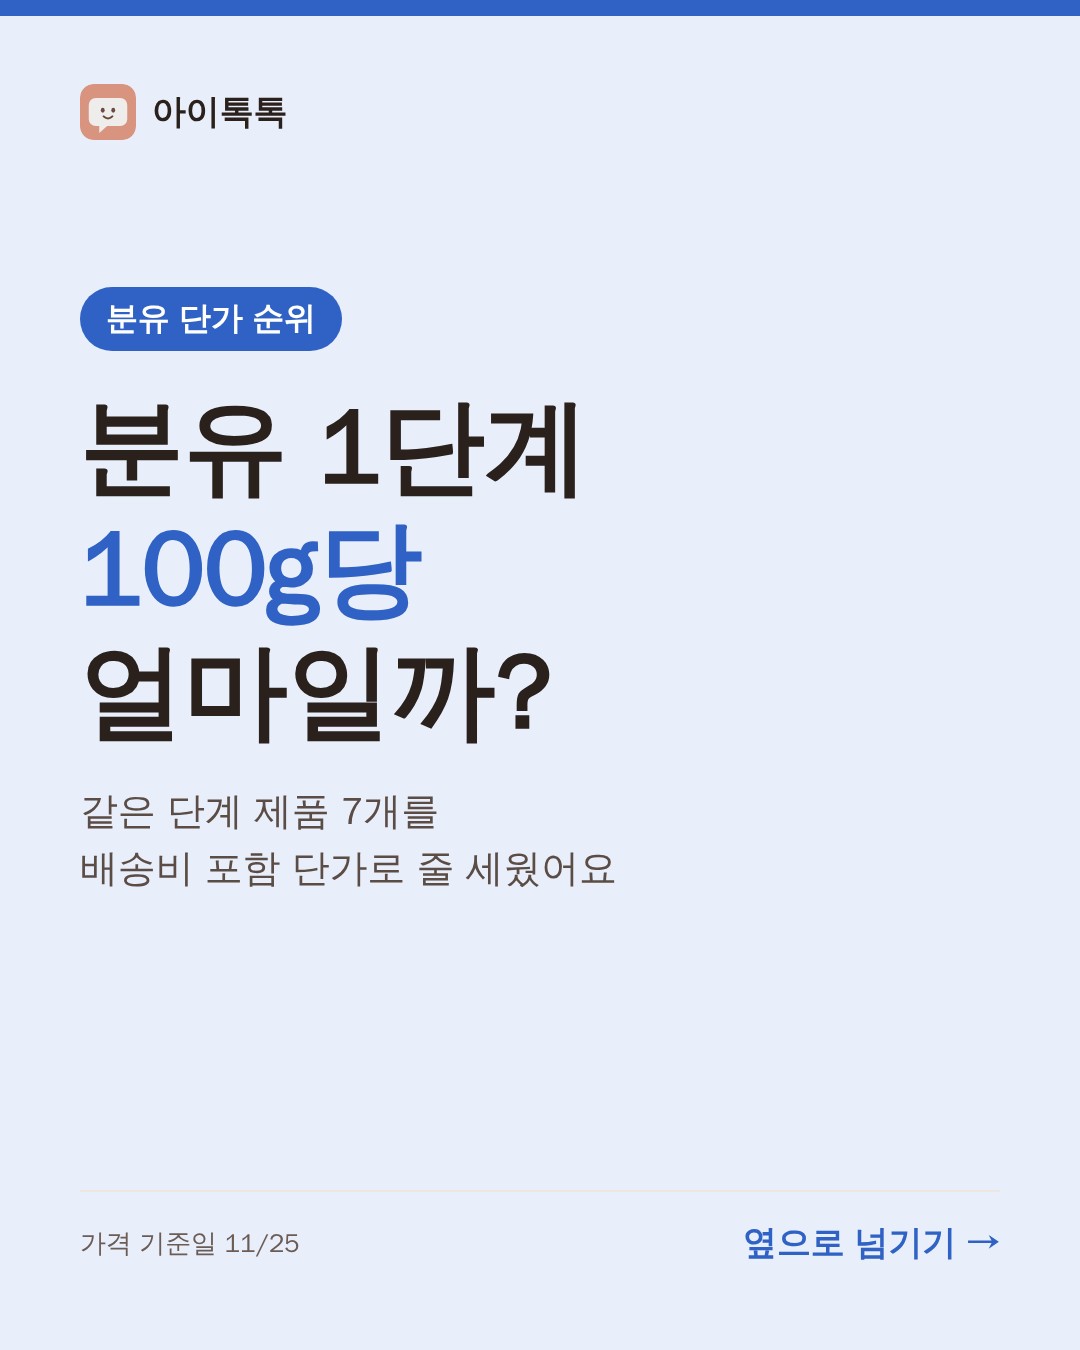 아이톡톡
분유 단가 순위
분유 1단계
100g당
얼마일까?
같은 단계 제품 7개를
배송비 포함 단가로 줄 세웠어요
가격 기준일 11/25
옆으로 넘기기 →